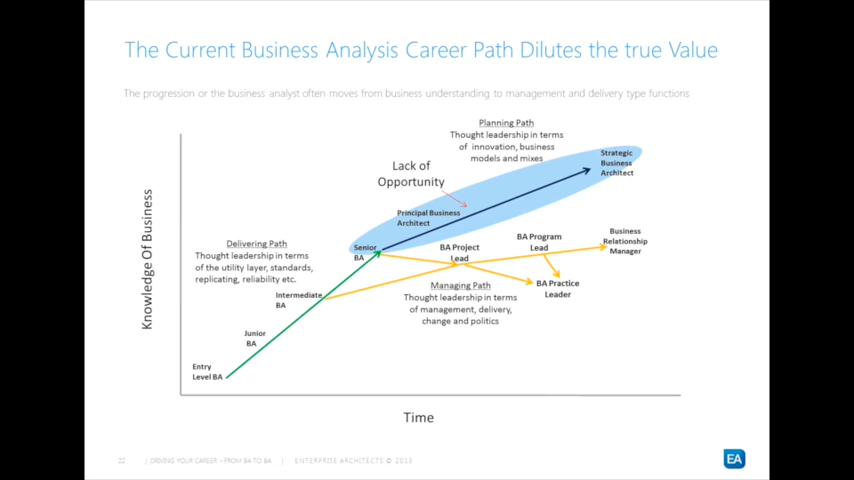 The Current Business Analysis Career Path Dilutes the true Value
The progression or the business analyst often moves from business understanding to management and delivery type functions
Planning Path
Thought leadership in terms
of innovation, business
models and mixes
Strategic
Business
Architect
Lack of
Opportunity
Principal Business
Architect
Knowledge Of Business
Delivering Path
Thought leadership in terms
of the utility layer, standards,
replicating, reliability etc.
Senior
BA
BA Project
Lead
BA Program
Lead
Business
Relationship
Manager
Managing Path
Thought leadership in terms
of management, delivery,
change and politics
BA Practice
Leader
Intermediate
BA
Junior
BA
Entry
Level BA
Time
22 | DRIVING YOUR CAREER – FROM BA TO BA | ENTERPRISE ARCHITECTS © 2013
EA